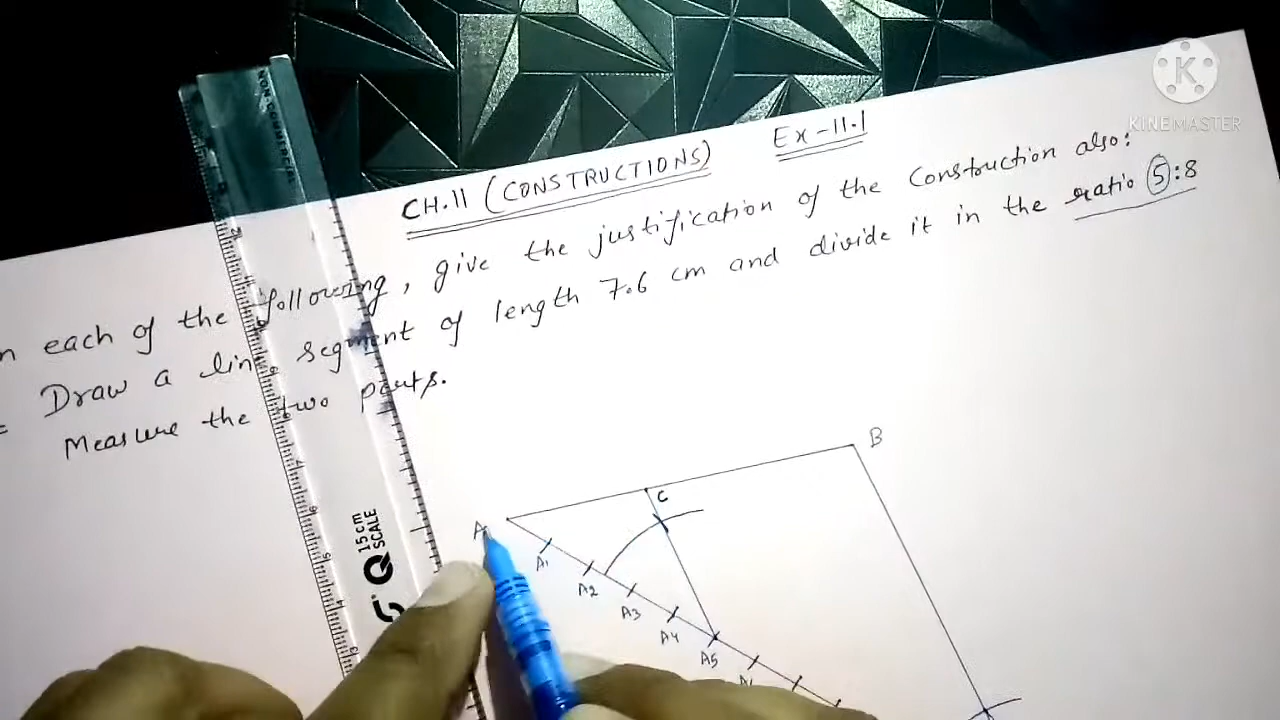 CH.11 (CONSTRUCTIONS) Ex-11.1
each of the following, give the justification of the Construction also:
Draw a line segment of length 7.6 cm and divide it in the ratio 5:8
Measure the two parts.
KINEMASTER
15cm
SCALE
A
B
C
A1
A2
A3
A4
A5